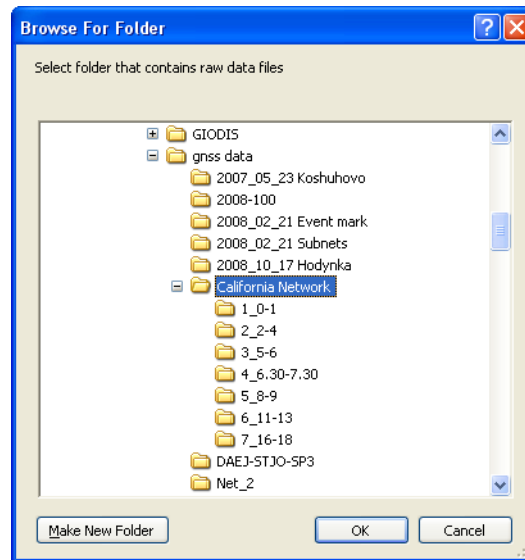 Browse For Folder
Select folder that contains raw data files
GIODIS
gnss data
2007_05_23 Koshuhovo
2008-100
2008_02_21 Event mark
2008_02_21 Subnets
2008_10_17 Hodynka
California Network
1_0-1
2_2-4
3_5-6
4_6.30-7.30
5_8-9
6_11-13
7_16-18
DAEJ-STJO-SP3
Net_2
Make New Folder OK Cancel